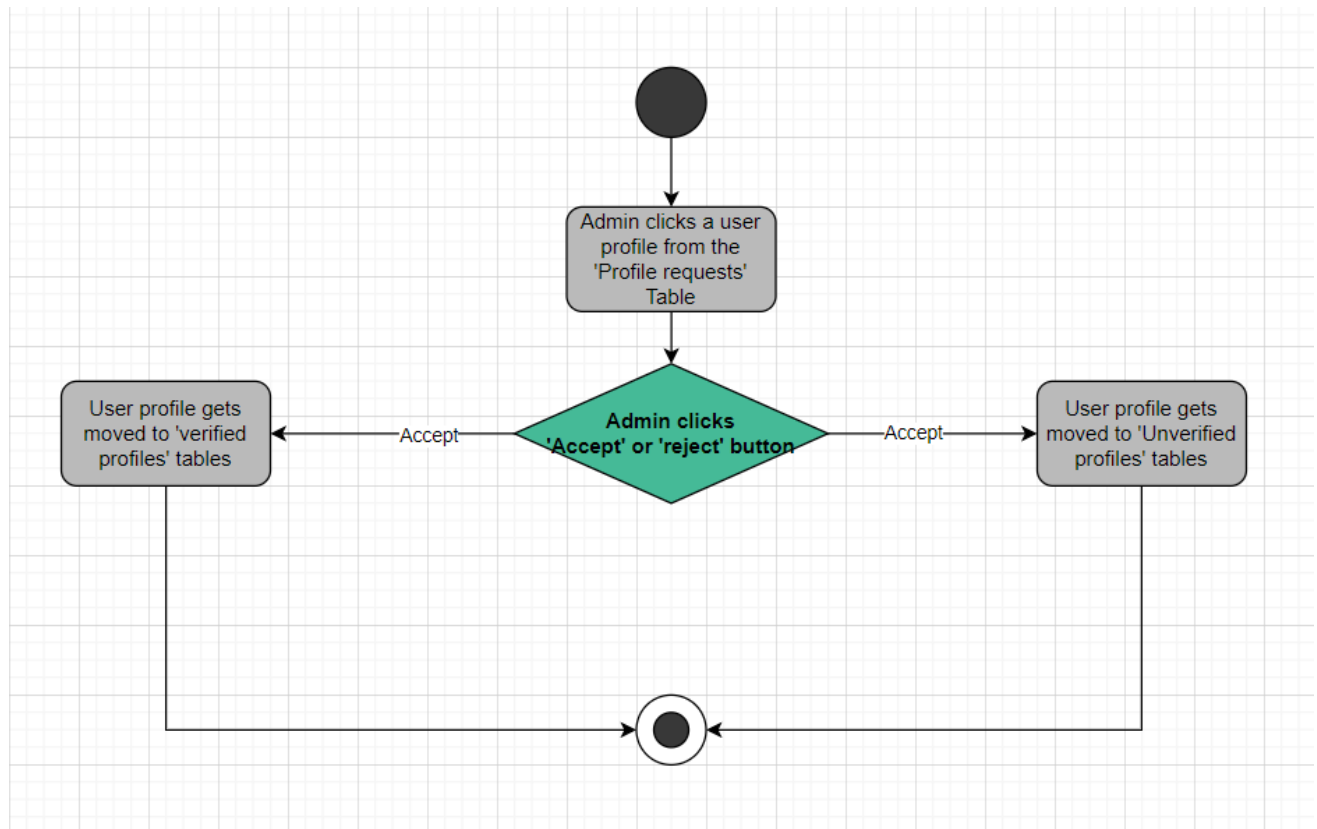 Admin clicks a user
profile from the
'Profile requests'
Table
User profile gets
moved to 'verified
profiles' tables
Accept
Admin clicks
'Accept' or 'reject' button
Accept
User profile gets
moved to 'Unverified
profiles' tables